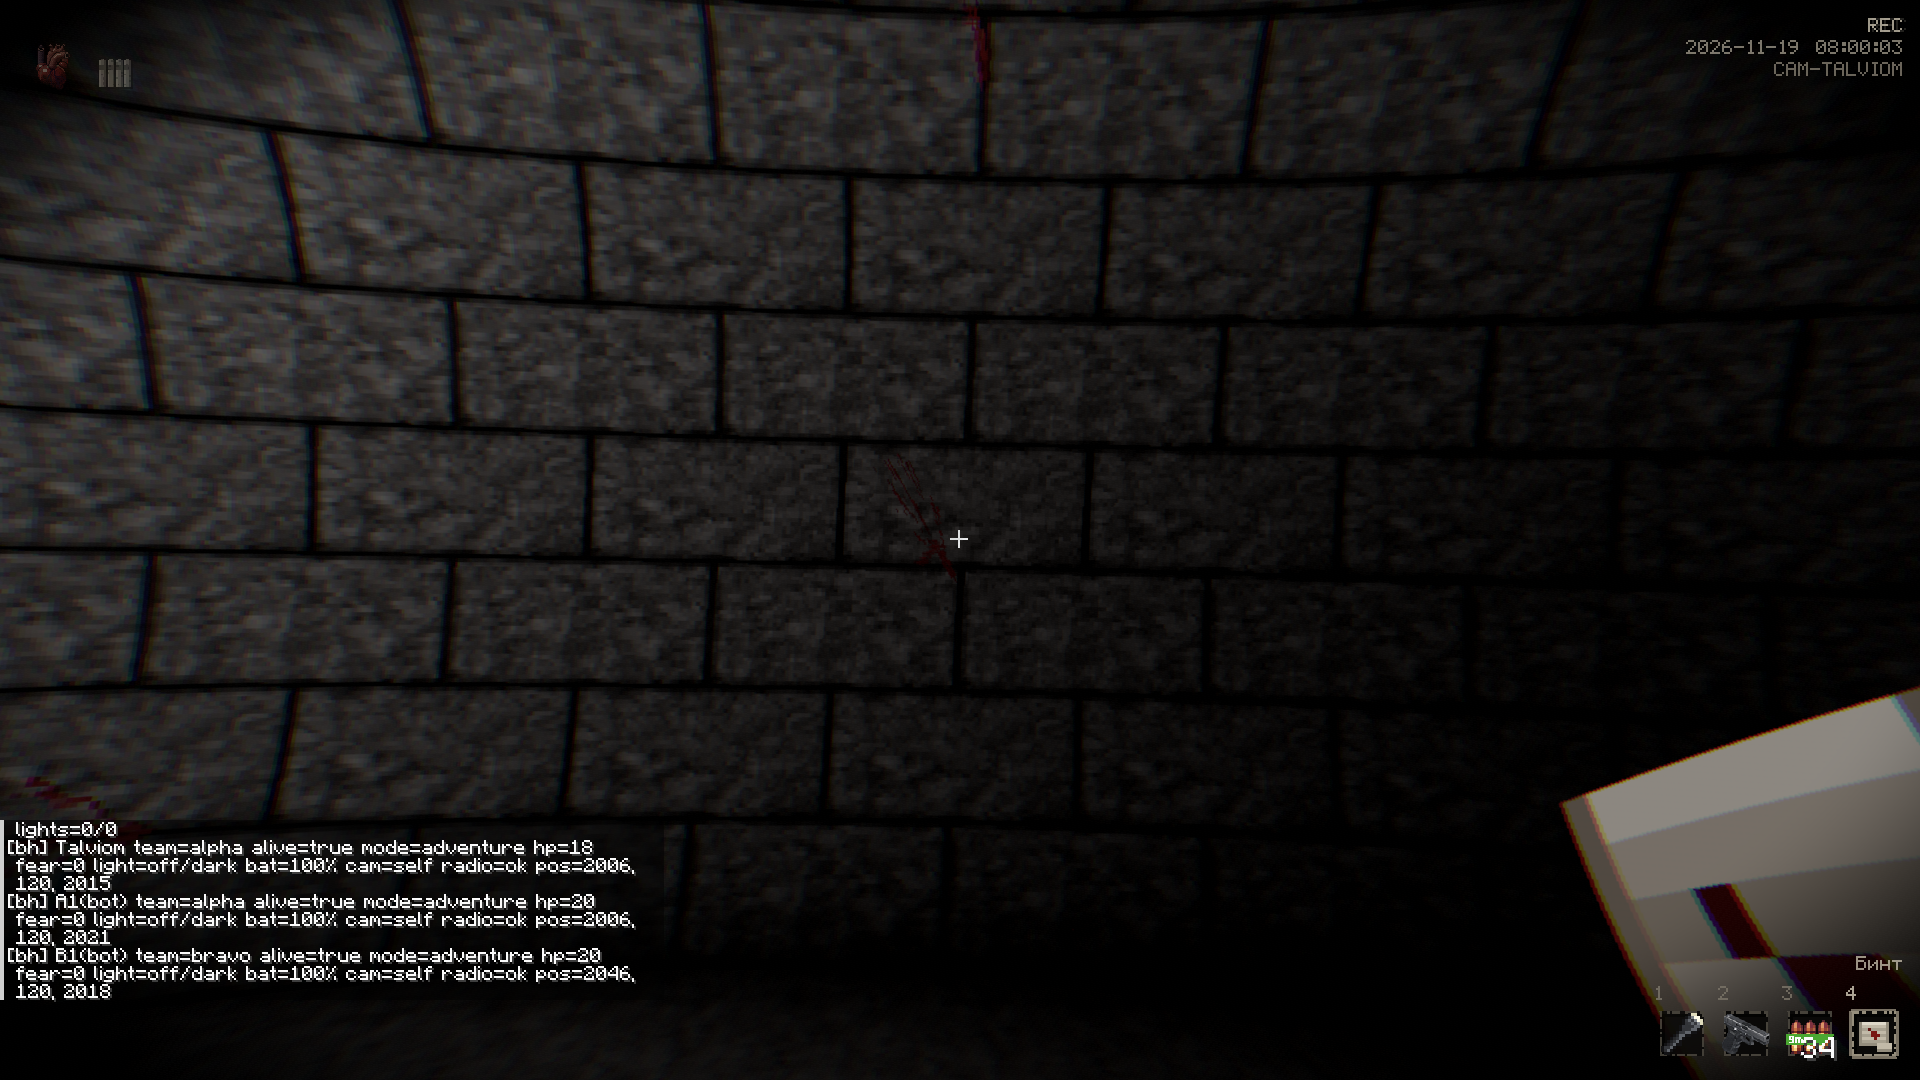 REC
2026-11-19 08:00:03
CAM-TALVIOM
lights=0/0
[bh] Talviom team=alpha alive=true mode=adventure hp=18
fear=0 light=off/dark bat=100% cam=self radio=ok pos=2006,
120, 2015
[bh] A1(bot) team=alpha alive=true mode=adventure hp=20
fear=0 light=off/dark bat=100% cam=self radio=ok pos=2006,
120, 2021
[bh] B1(bot) team=bravo alive=true mode=adventure hp=20
fear=0 light=off/dark bat=100% cam=self radio=ok pos=2046,
120, 2018
Бинт
1 2 3 4
34